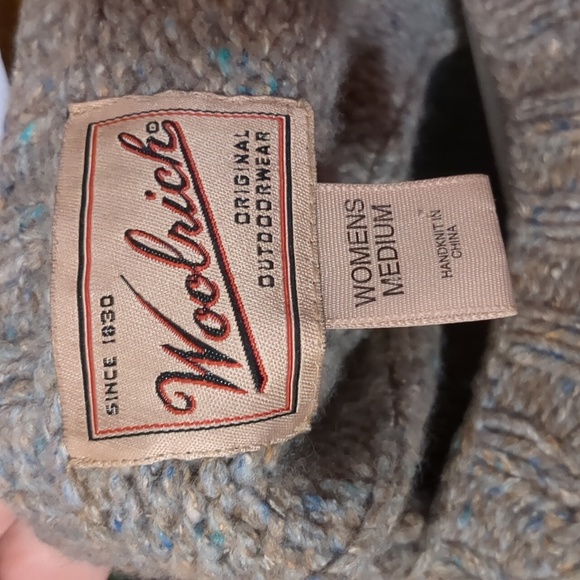 SINCE 1830
Woolrich®
ORIGINAL
OUTDOORWEAR
WOMENS
MEDIUM
HANDKNIT IN
CHINA